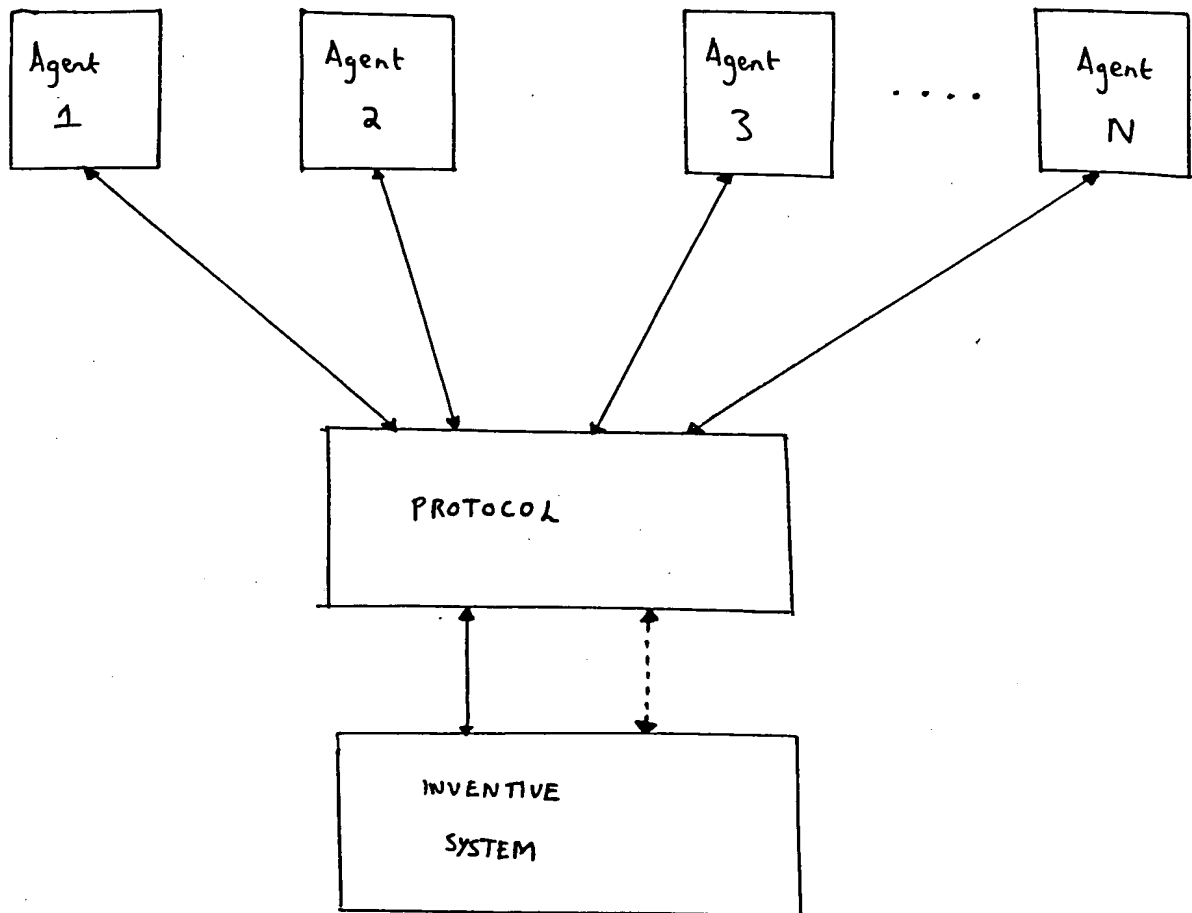 Agent
1
Agent
2
Agent
3
....
Agent
N
PROTOCOL
INVENTIVE
SYSTEM